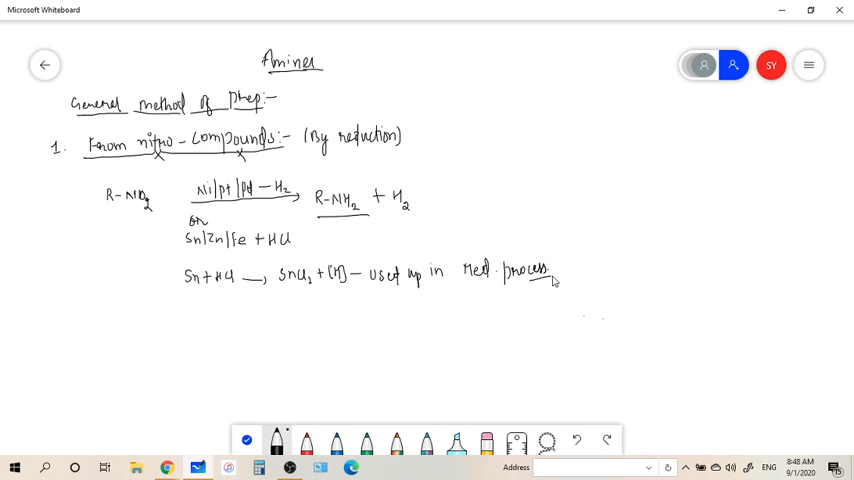 Microsoft Whiteboard
Amines
SY
General method of prep:-
1. From nitro-compounds:- (By reduction)
R-NO2 Ni|pt|pd-H2 R-NH2 + H2
or
Sn|Zn|Fe + HCl
Sn+HCl → SnCl2 + [H] - used up in red. process.
Address
ENG
8:48 AM
9/1/2020
15